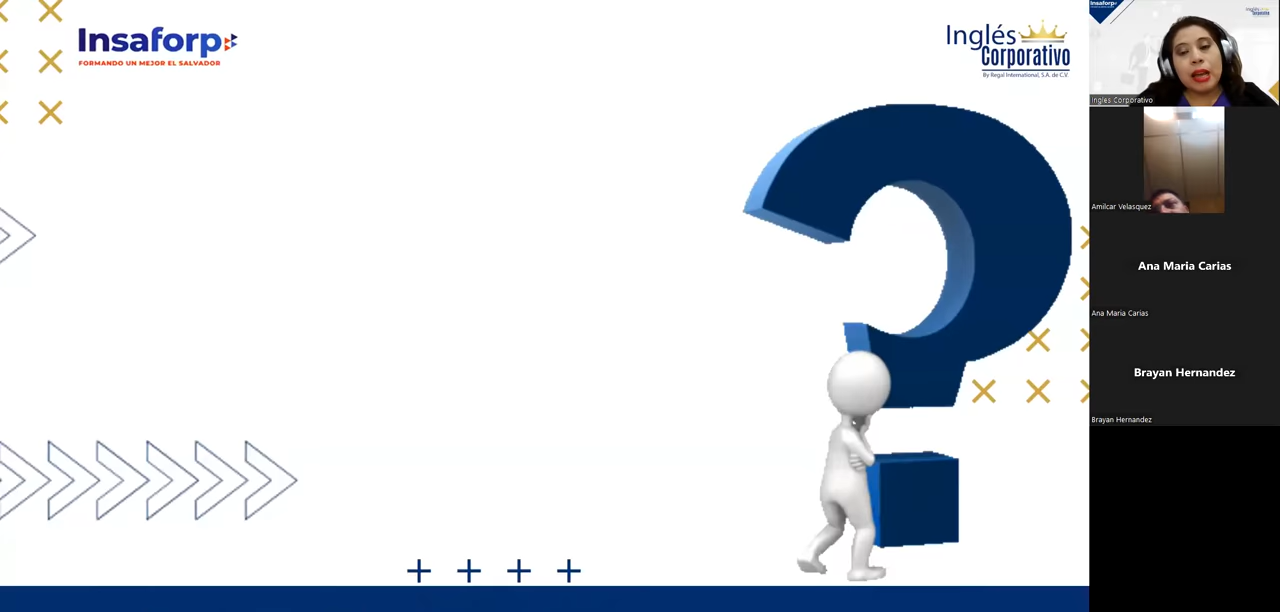 Insaforp
FORMANDO UN MEJOR EL SALVADOR
Inglés
Corporativo
By Regal International, S.A. de C.V.
Insaforp
Ingles Corporativo
Amilcar Velasquez
Ana Maria Carias
Ana Maria Carias
Brayan Hernandez
Brayan Hernandez